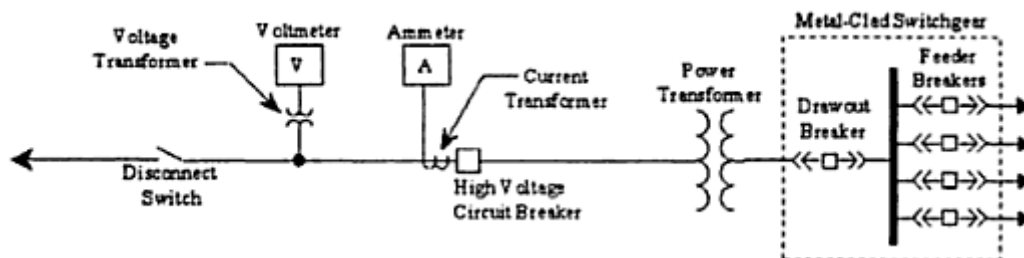 Metal-Clad Switchgear
Voltage
Transformer
Voltmeter
V
Ammeter
A
Current
Transformer
Power
Transformer
Feeder
Breakers
Drawout
Breaker
Disconnect
Switch
High Voltage
Circuit Breaker